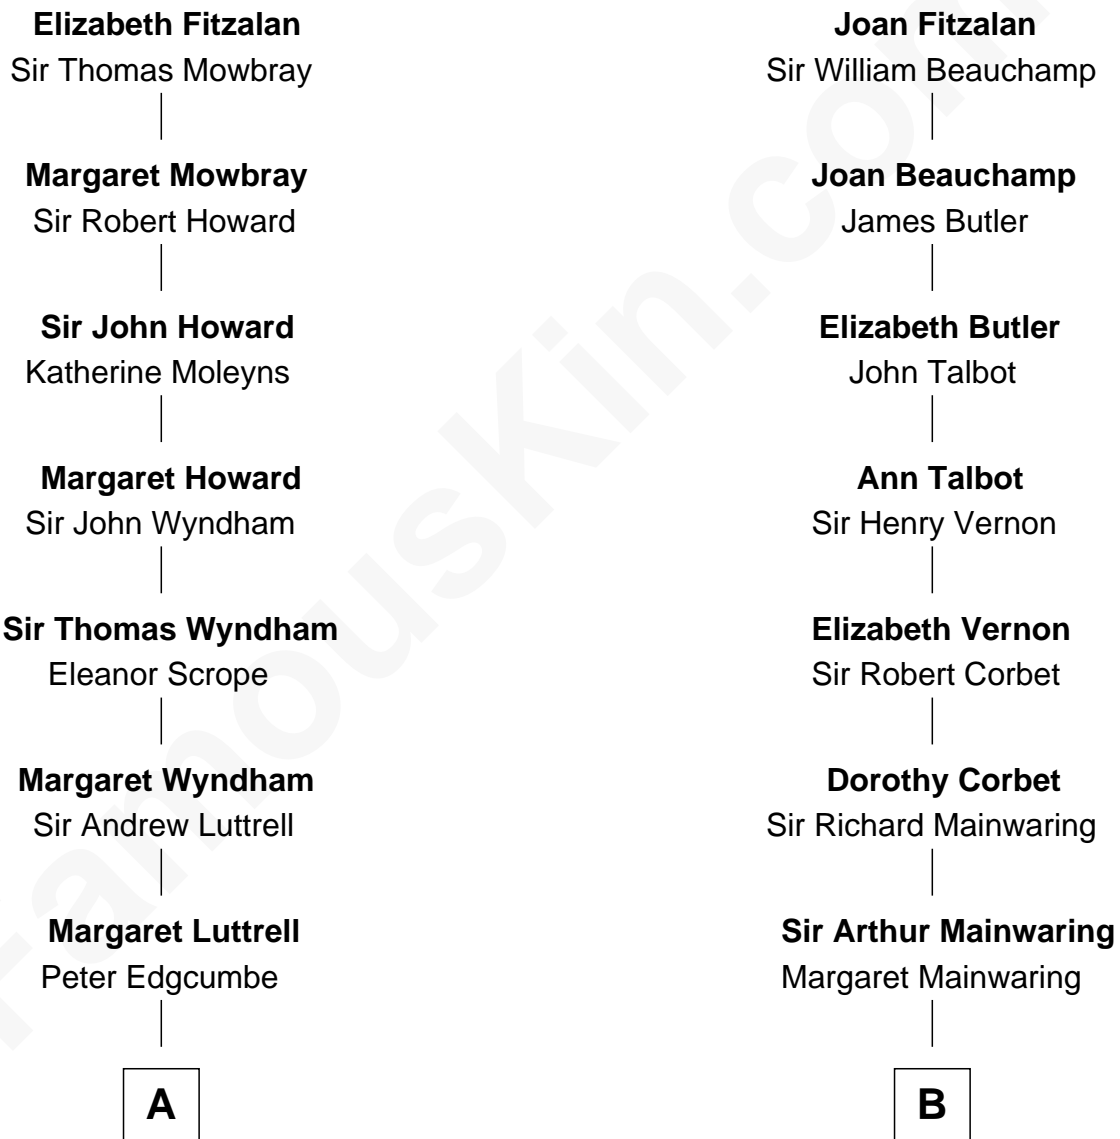 Elizabeth Fitzalan
Sir Thomas Mowbray
Margaret Mowbray
Sir Robert Howard
Sir John Howard
Katherine Moleyns
Margaret Howard
Sir John Wyndham
Sir Thomas Wyndham
Eleanor Scrope
Margaret Wyndham
Sir Andrew Luttrell
Margaret Luttrell
Peter Edgcumbe
A
Joan Fitzalan
Sir William Beauchamp
Joan Beauchamp
James Butler
Elizabeth Butler
John Talbot
Ann Talbot
Sir Henry Vernon
Elizabeth Vernon
Sir Robert Corbet
Dorothy Corbet
Sir Richard Mainwaring
Sir Arthur Mainwaring
Margaret Mainwaring
B
FamousKin.com